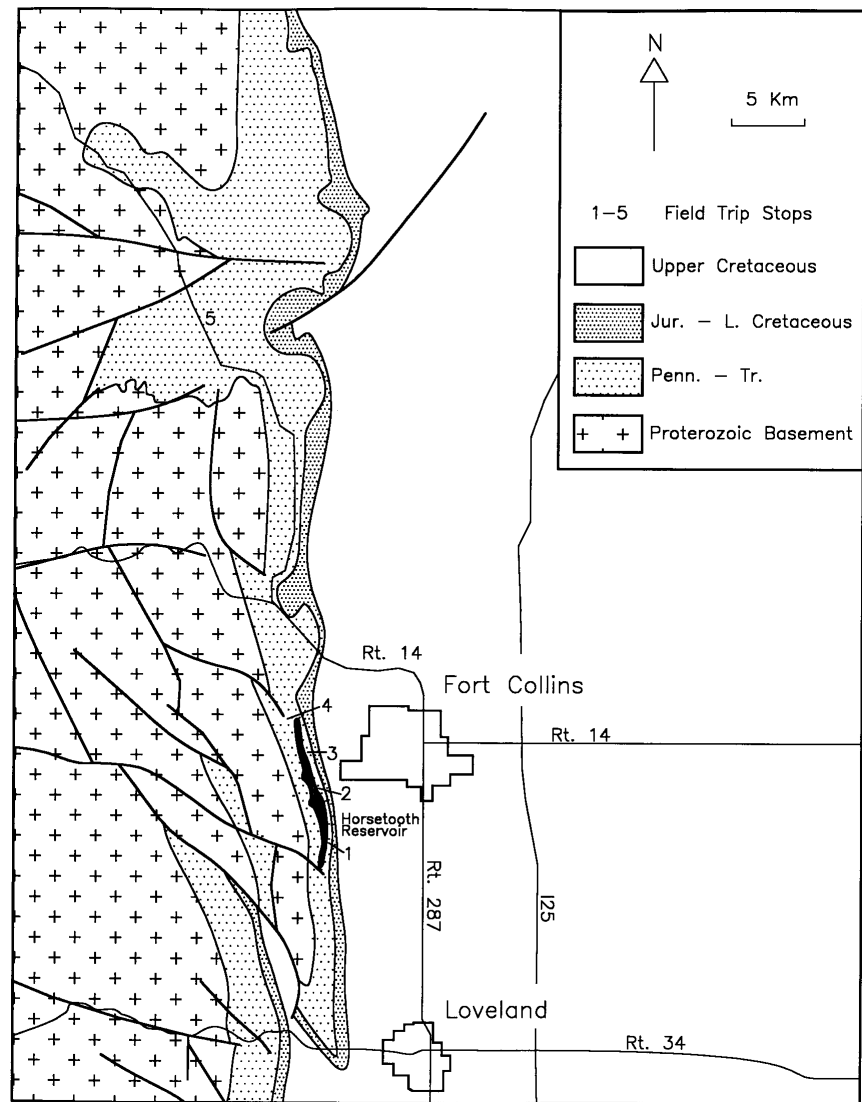 N
5 Km
1-5 Field Trip Stops
Upper Cretaceous
Jur. - L. Cretaceous
Penn. - Tr.
Proterozoic Basement
5
Rt. 14
Fort Collins
4
Rt. 14
3
2
Horsetooth
Reservoir
1
Rt. 287
I25
Loveland
Rt. 34